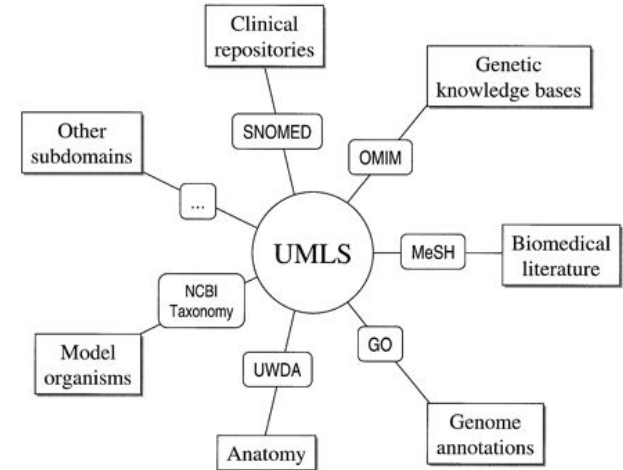 Clinical
repositories
Genetic
knowledge bases
SNOMED
OMIM
Other
subdomains
...
UMLS
MeSH
Biomedical
literature
NCBI
Taxonomy
Model
organisms
UWDA
GO
Anatomy
Genome
annotations